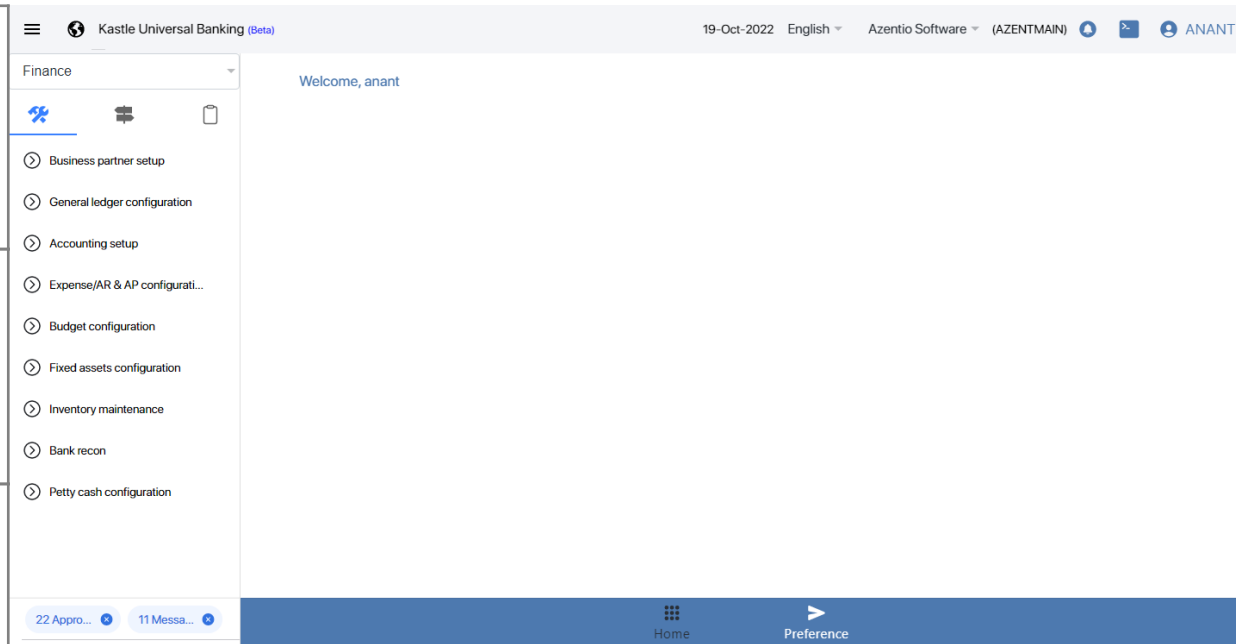 Kastle Universal Banking (Beta)
19-Oct-2022 English Azentio Software (AZENTMAIN) ANANT
Finance
Welcome, anant
Business partner setup
General ledger configuration
Accounting setup
Expense/AR & AP configurati...
Budget configuration
Fixed assets configuration
Inventory maintenance
Bank recon
Petty cash configuration
22 Appro... 11 Messa...
Home Preference